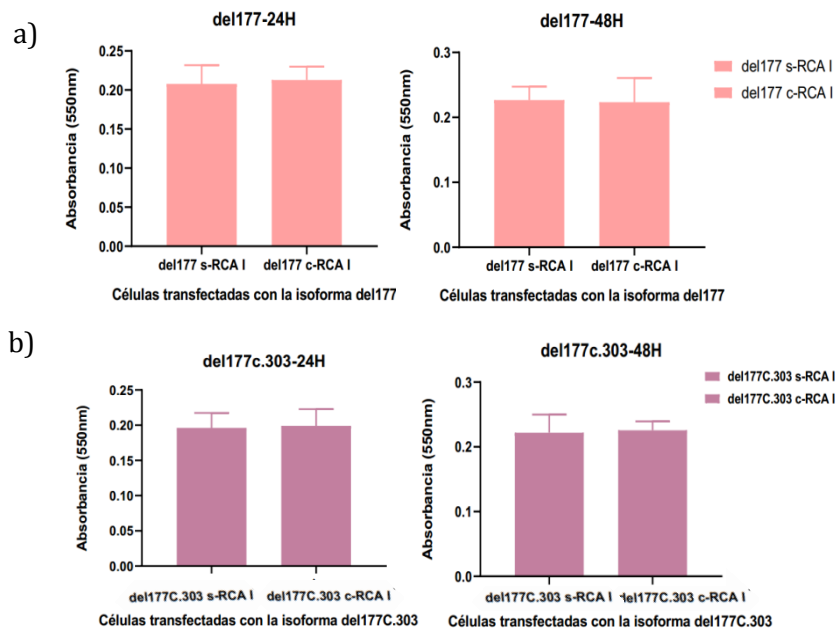 a)
del177-24H
Absorbancia (550nm)
0.25
0.20
0.15
0.10
0.05
0.00
del177 s-RCA I
del177 c-RCA I
Células transfectadas con la isoforma del177
del177-48H
Absorbancia (550nm)
0.3
0.2
0.1
0.0
del177 s-RCA I
del177 c-RCA I
Células transfectadas con la isoforma del177
del177 s-RCA I
del177 c-RCA I
b)
del177c.303-24H
Absorbancia (550nm)
0.25
0.20
0.15
0.10
0.05
0.00
del177C.303 s-RCA I
del177C.303 c-RCA I
Células transfectadas con la isoforma del177C.303
del177c.303-48H
Absorbancia (550nm)
0.3
0.2
0.1
0.0
del177C.303 s-RCA I
del177C.303 c-RCA I
Células transfectadas con la isoforma del177C.303
del177C.303 s-RCA I
del177C.303 c-RCA I